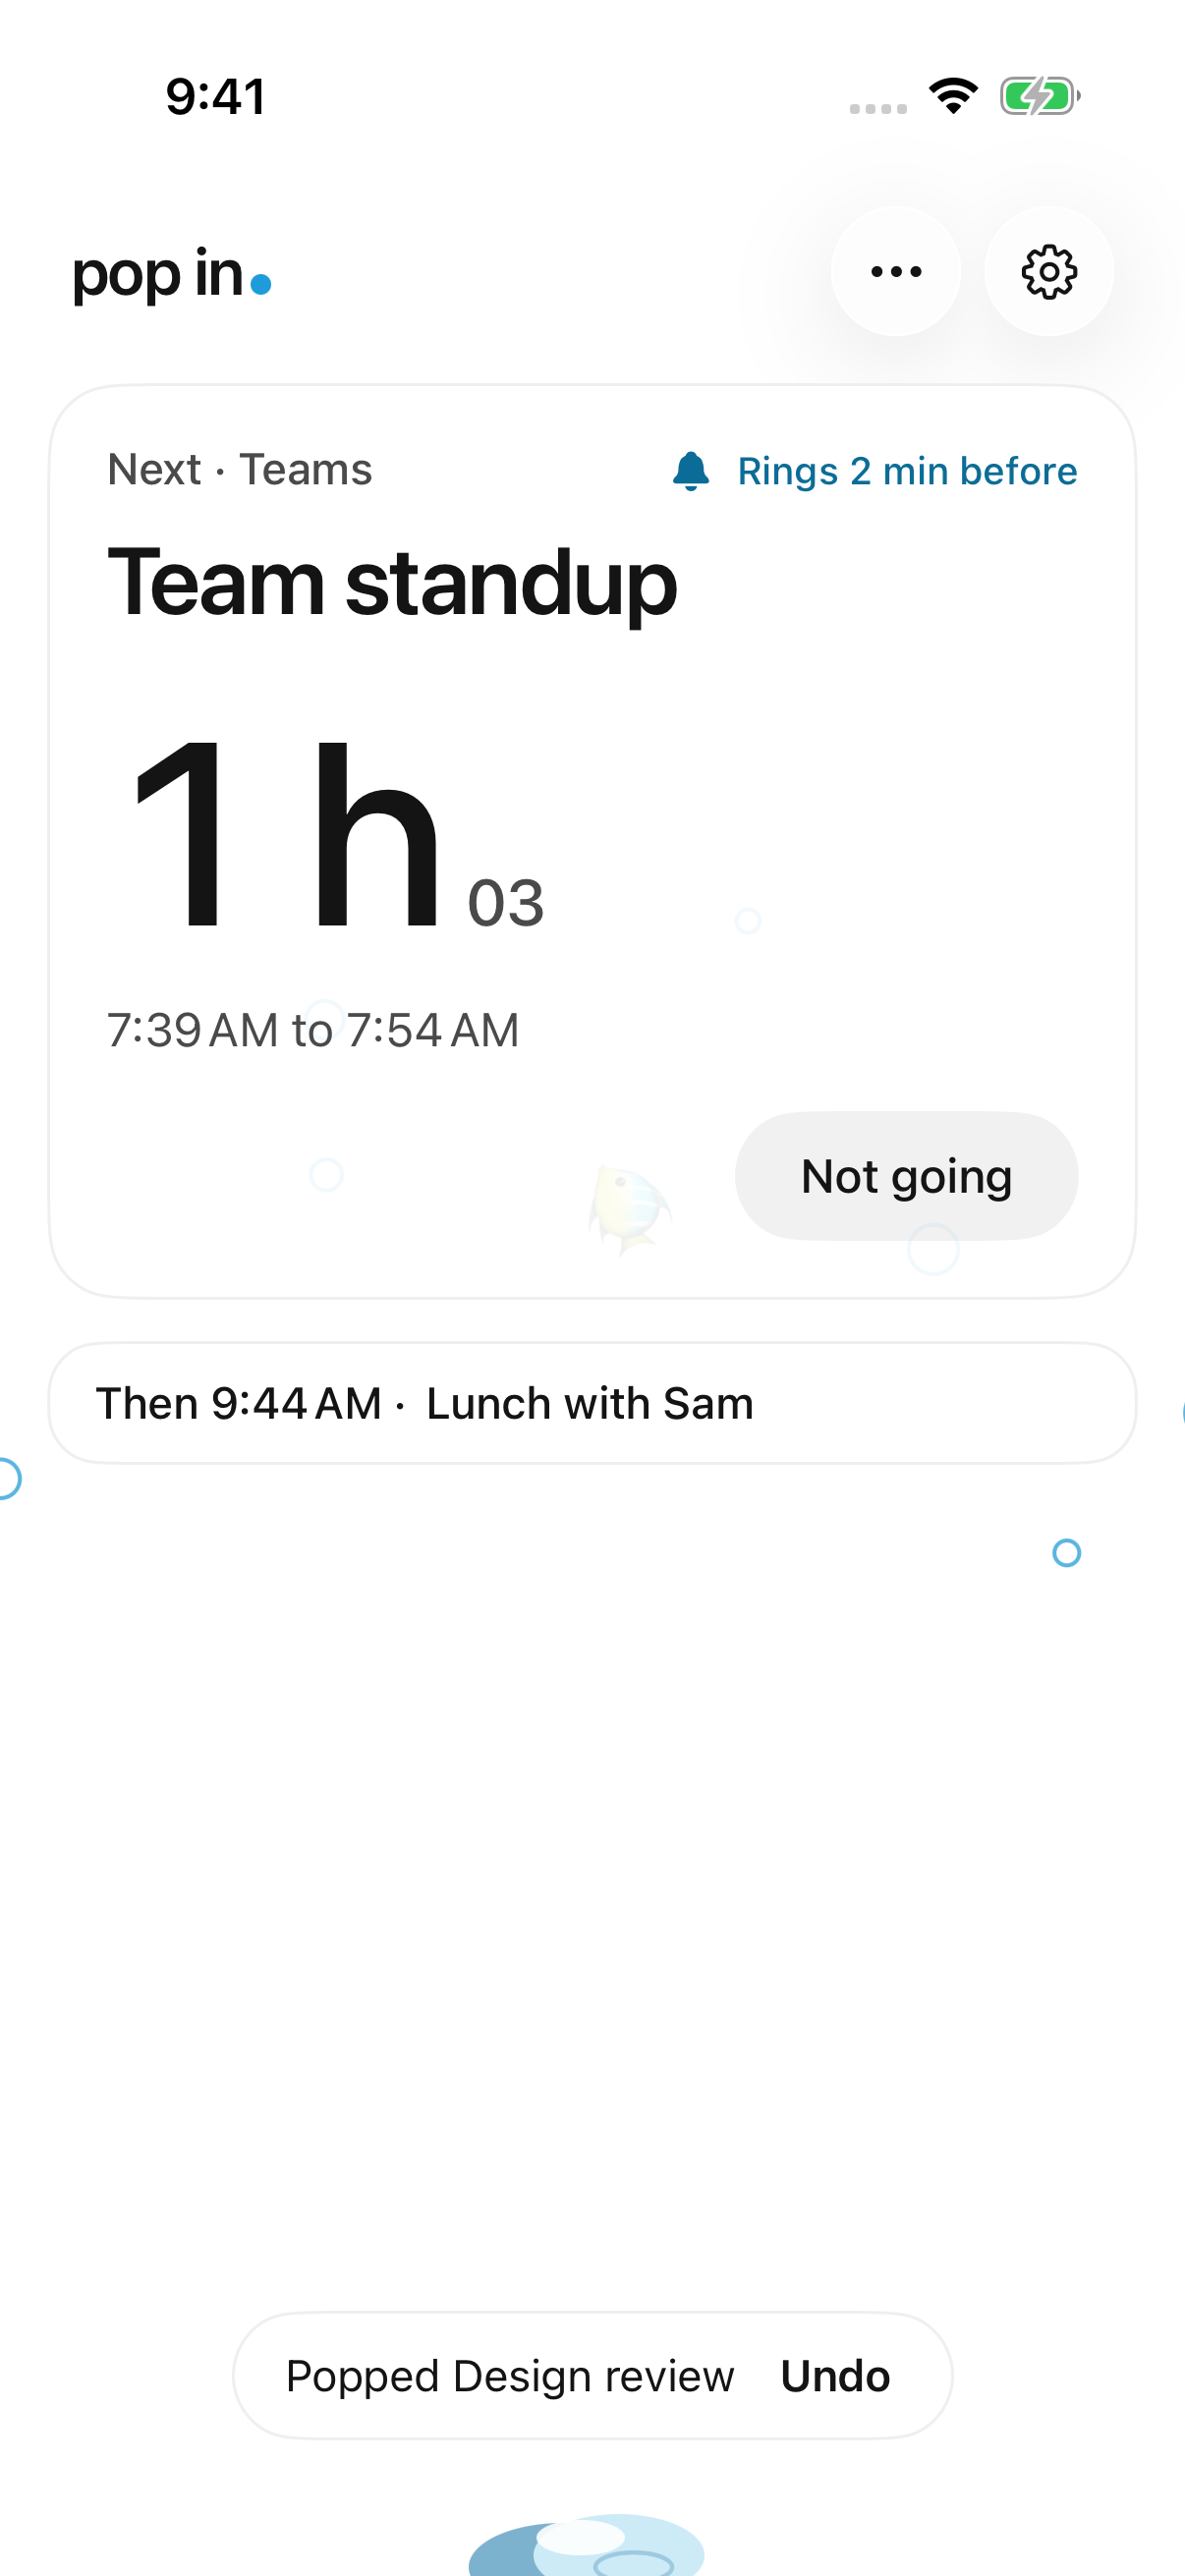 9:41
pop in
Next · Teams
Rings 2 min before
Team standup
1 h 03
7:39 AM to 7:54 AM
Not going
Then 9:44 AM · Lunch with Sam
Popped Design review Undo